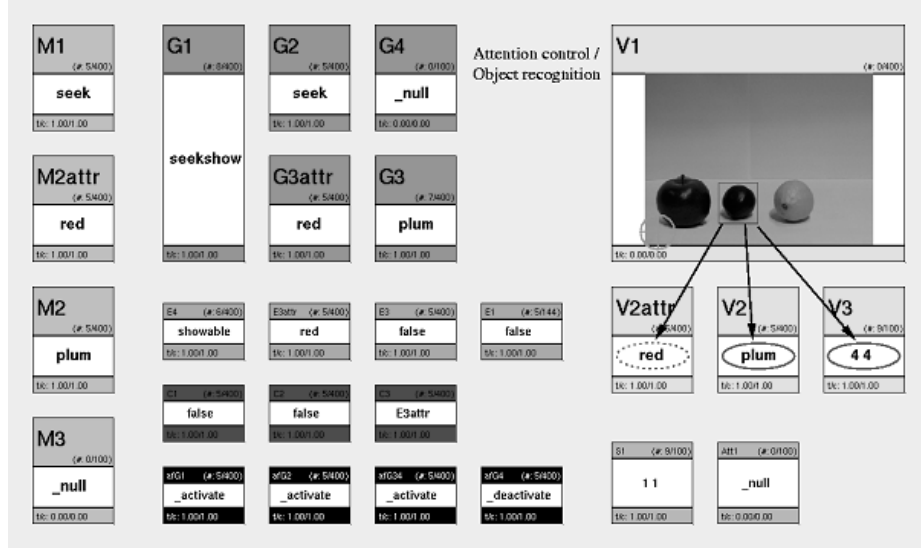 M1
(#: 5/400)
seek
t/c: 1.00/1.00
G1
(#: 8/400)
seekshow
t/c: 1.00/1.00
G2
(#: 5/400)
seek
t/c: 1.00/1.00
G4
(#: 0/100)
_null
t/c: 0.00/0.00
Attention control /
Object recognition
V1
(#: 0/400)
t/c: 0.00/0.00
M2attr
(#: 5/400)
red
t/c: 1.00/1.00
G3attr
(#: 5/400)
red
t/c: 1.00/1.00
G3
(#: 7/400)
plum
t/c: 1.00/1.00
M2
(#: 5/400)
plum
t/c: 1.00/1.00
E4 (#: 6/400)
showable
t/c: 1.00/1.00
E3attr (#: 5/400)
red
t/c: 1.00/1.00
E3 (#: 5/400)
false
t/c: 1.00/1.00
E1 (#: 5/144)
false
t/c: 1.00/1.00
V2attr
red
t/c: 1.00/1.00
V2
(#: 5/400)
plum
t/c: 1.00/1.00
V3
(#: 9/100)
4 4
t/c: 1.00/1.00
C1 (#: 5/400)
false
t/c: 1.00/1.00
C2 (#: 5/400)
false
t/c: 1.00/1.00
C3 (#: 5/400)
E3attr
t/c: 1.00/1.00
M3
(#: 0/100)
_null
t/c: 0.00/0.00
afG1 (#: 5/400)
_activate
t/c: 1.00/1.00
afG2 (#: 5/400)
_activate
t/c: 1.00/1.00
afG34 (#: 5/400)
_activate
t/c: 1.00/1.00
afG4 (#: 5/400)
_deactivate
t/c: 1.00/1.00
S1 (#: 9/100)
1 1
t/c: 1.00/1.00
Att1 (#: 0/100)
_null
t/c: 0.00/0.00